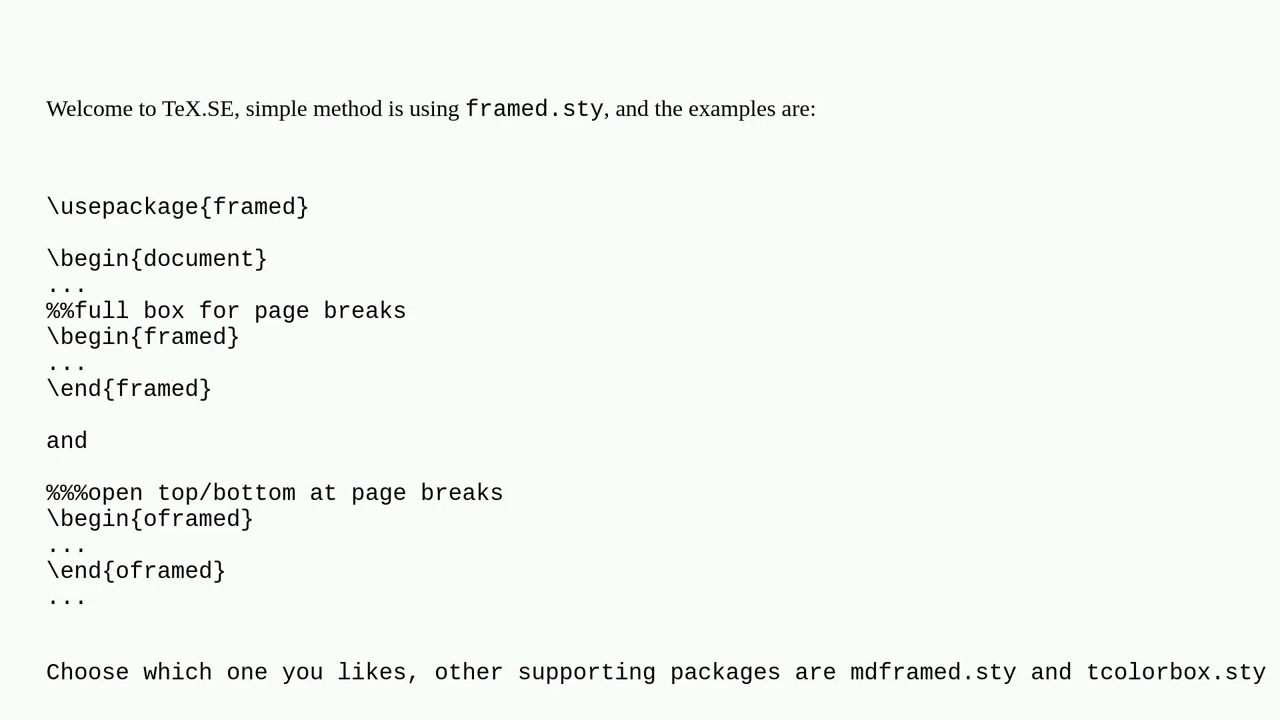 Welcome to TeX.SE, simple method is using framed.sty, and the examples are:
\usepackage{framed}
\begin{document}
...
%%full box for page breaks
\begin{framed}
...
\end{framed}
and
%%%open top/bottom at page breaks
\begin{oframed}
...
\end{oframed}
...
Choose which one you likes, other supporting packages are mdframed.sty and tcolorbox.sty